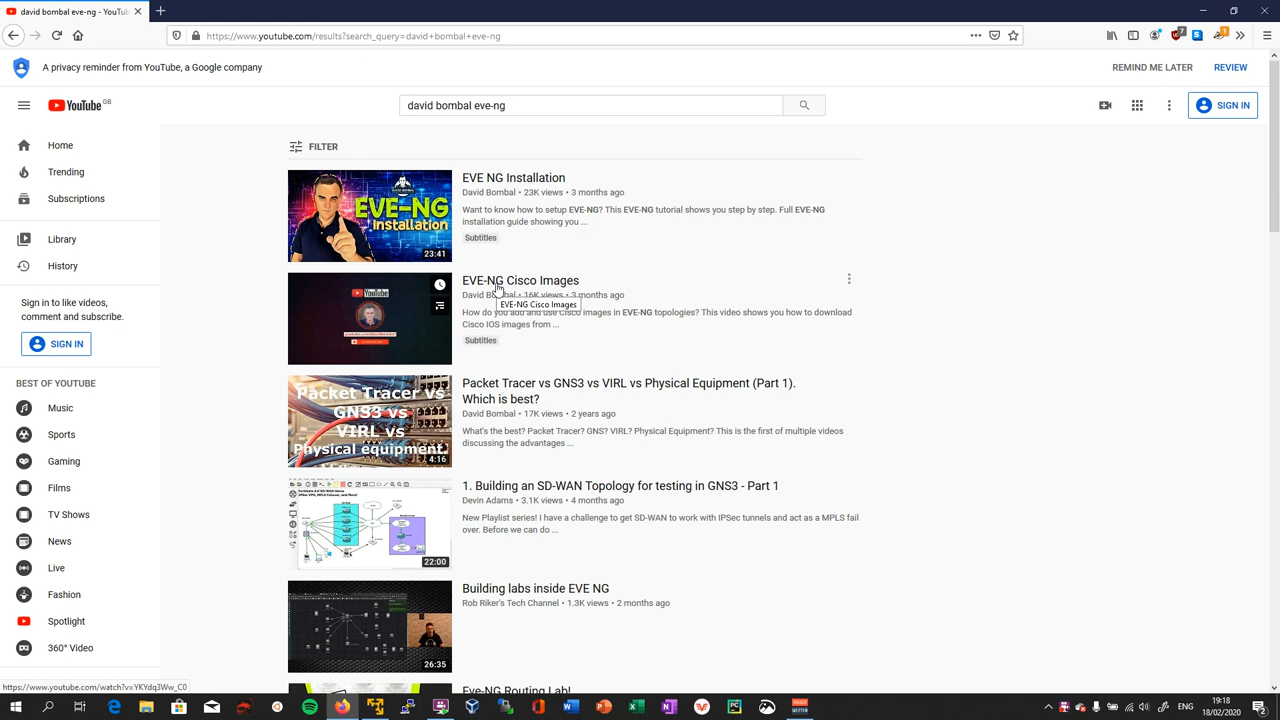 david bombal eve-ng - YouTub
https://www.youtube.com/results?search_query=david+bombal+eve-ng
A privacy reminder from YouTube, a Google company
REMIND ME LATER
REVIEW
YouTube GB
david bombal eve-ng
SIGN IN
Home
Trending
Subscriptions
Library
History
Sign in to like videos,
comment and subscribe.
SIGN IN
BEST OF YOUTUBE
Music
Sports
Gaming
Films
TV Shows
News
Live
Fashion
Spotlight
360° Video
FILTER
EVE-NG
Installation
23:41
EVE NG Installation
David Bombal • 23K views • 3 months ago
Want to know how to setup EVE-NG? This EVE-NG tutorial shows you step by step. Full EVE-NG
installation guide showing you ...
Subtitles
YouTube
EVE-NG Cisco Images
David Bombal • 16K views • 3 months ago
EVE-NG Cisco Images
How do you add and use Cisco images in EVE-NG topologies? This video shows you how to download
Cisco IOS images from ...
Subtitles
Packet Tracer vs
GNS3 vs
VIRL vs
Physical equipment
4:16
Packet Tracer vs GNS3 vs VIRL vs Physical Equipment (Part 1).
Which is best?
David Bombal • 17K views • 2 years ago
What's the best? Packet Tracer? GNS? VIRL? Physical Equipment? This is the first of multiple videos
discussing the advantages ...
22:00
1. Building an SD-WAN Topology for testing in GNS3 - Part 1
Devin Adams • 3.1K views • 4 months ago
New Playlist series! I have a challenge to get SD-WAN to work with IPSec tunnels and act as a MPLS fail
over. Before we can do ...
26:35
Building labs inside EVE NG
Rob Riker's Tech Channel • 1.3K views • 2 months ago
Eve-NG Routing Lab!
https://www.youtube.com/watch?v=YKYdq3Ww_C0
ENG
19:18
18/02/2020